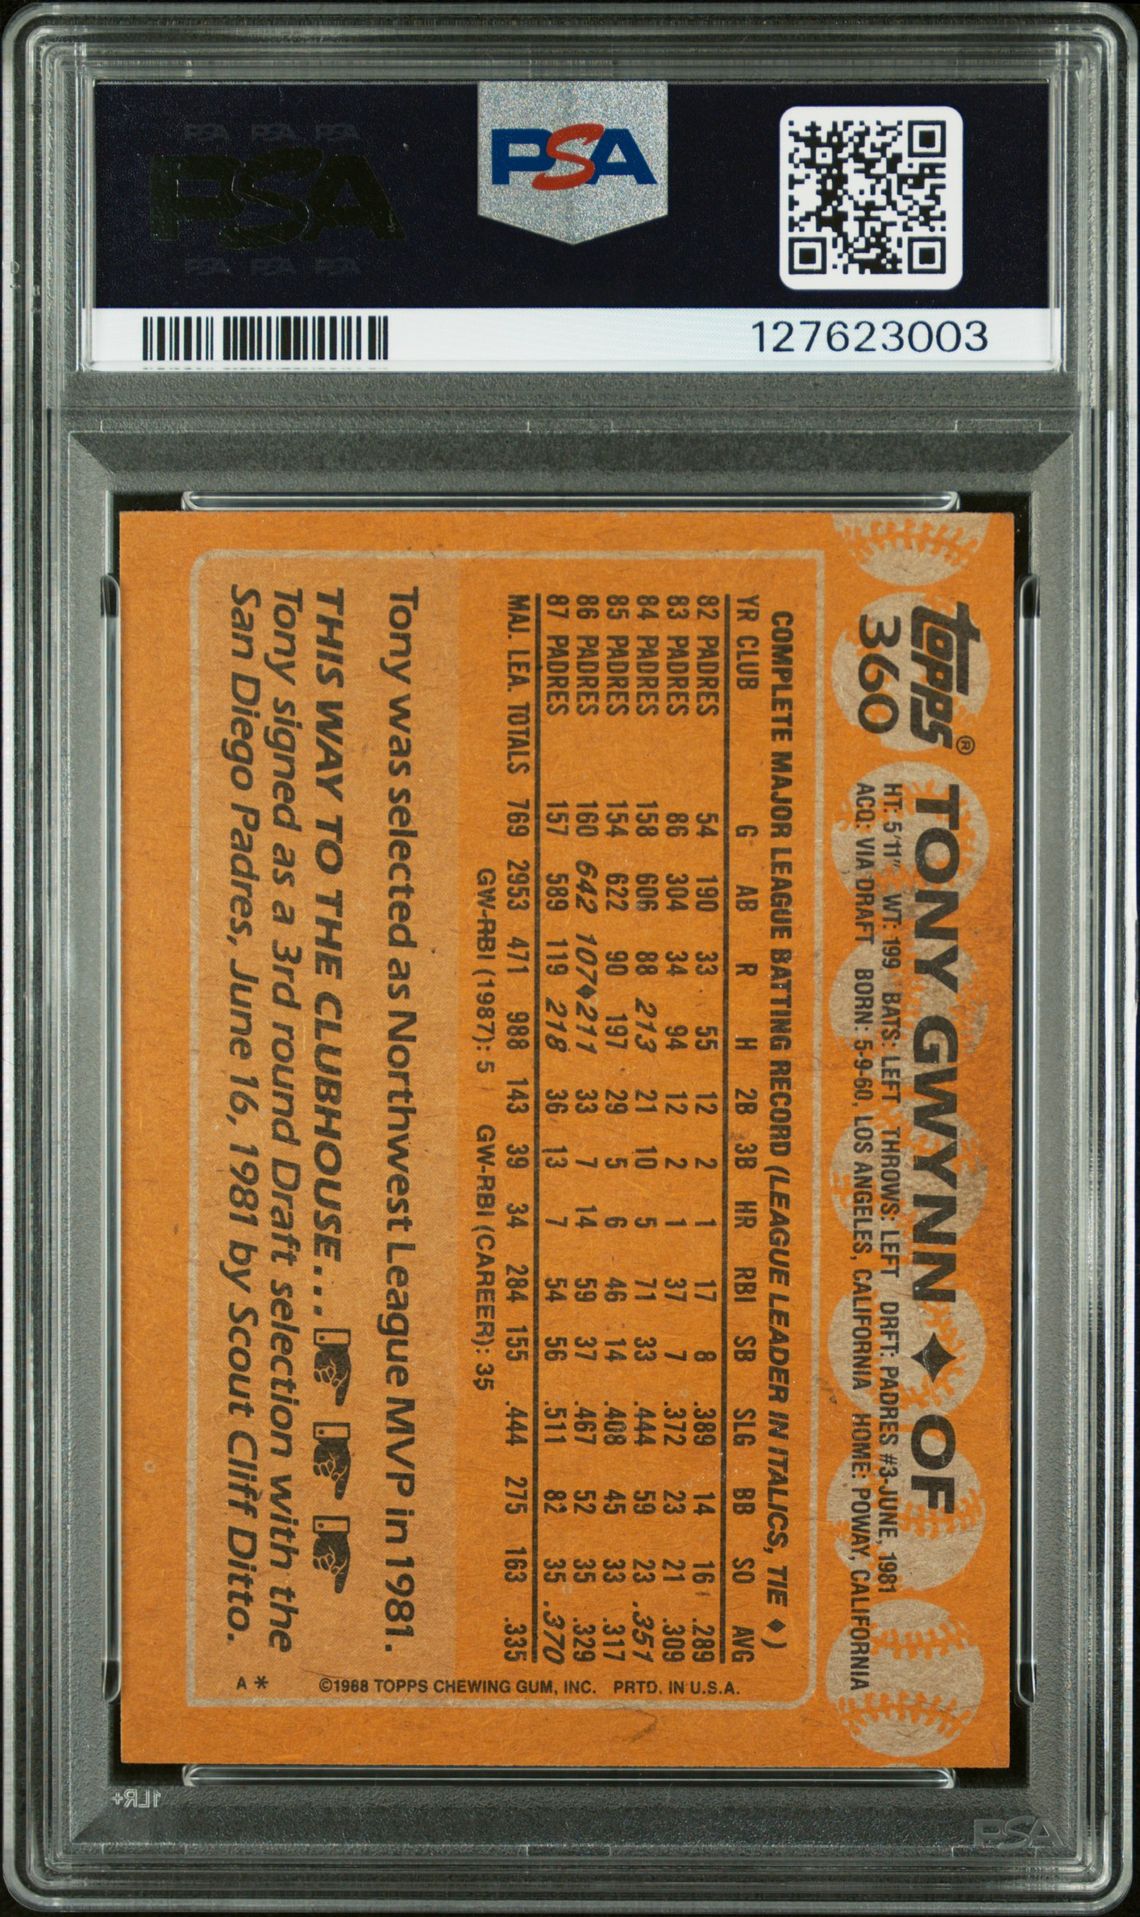 PSA PSA PSA
PSA
PSA PSA PSA
PSA
127623003
topps®
360
TONY GWYNN ♦ OF
HT: 5'11" WT: 199 BATS: LEFT THROWS: LEFT DRFT: PADRES #3-JUNE, 1981
ACQ: VIA DRAFT BORN: 5-9-60, LOS ANGELES, CALIFORNIA HOME: POWAY, CALIFORNIA
COMPLETE MAJOR LEAGUE BATTING RECORD (LEAGUE LEADER IN ITALICS, TIE ♦)
YR CLUB G AB R H 2B 3B HR RBI SB SLG BB SO AVG
82 PADRES 54 190 33 55 12 2 1 17 8 .389 14 16 .289
83 PADRES 86 304 34 94 12 2 1 37 7 .372 23 21 .309
84 PADRES 158 606 88 213 21 10 5 71 33 .444 59 23 .351
85 PADRES 154 622 90 197 29 5 6 46 14 .408 45 33 .317
86 PADRES 160 642 107♦ 211 33 7 14 59 37 .467 52 35 .329
87 PADRES 157 589 119 218 36 13 7 54 56 .511 82 35 .370
MAJ. LEA. TOTALS 769 2953 471 988 143 39 34 284 155 .444 275 163 .335
GW-RBI (1987): 5 GW-RBI (CAREER): 35
Tony was selected as Northwest League MVP in 1981.
THIS WAY TO THE CLUBHOUSE...
Tony signed as a 3rd round Draft selection with the
San Diego Padres, June 16, 1981 by Scout Cliff Ditto.
©1988 TOPPS CHEWING GUM, INC. PRTD. IN U.S.A.
A*
1LR+
PSA